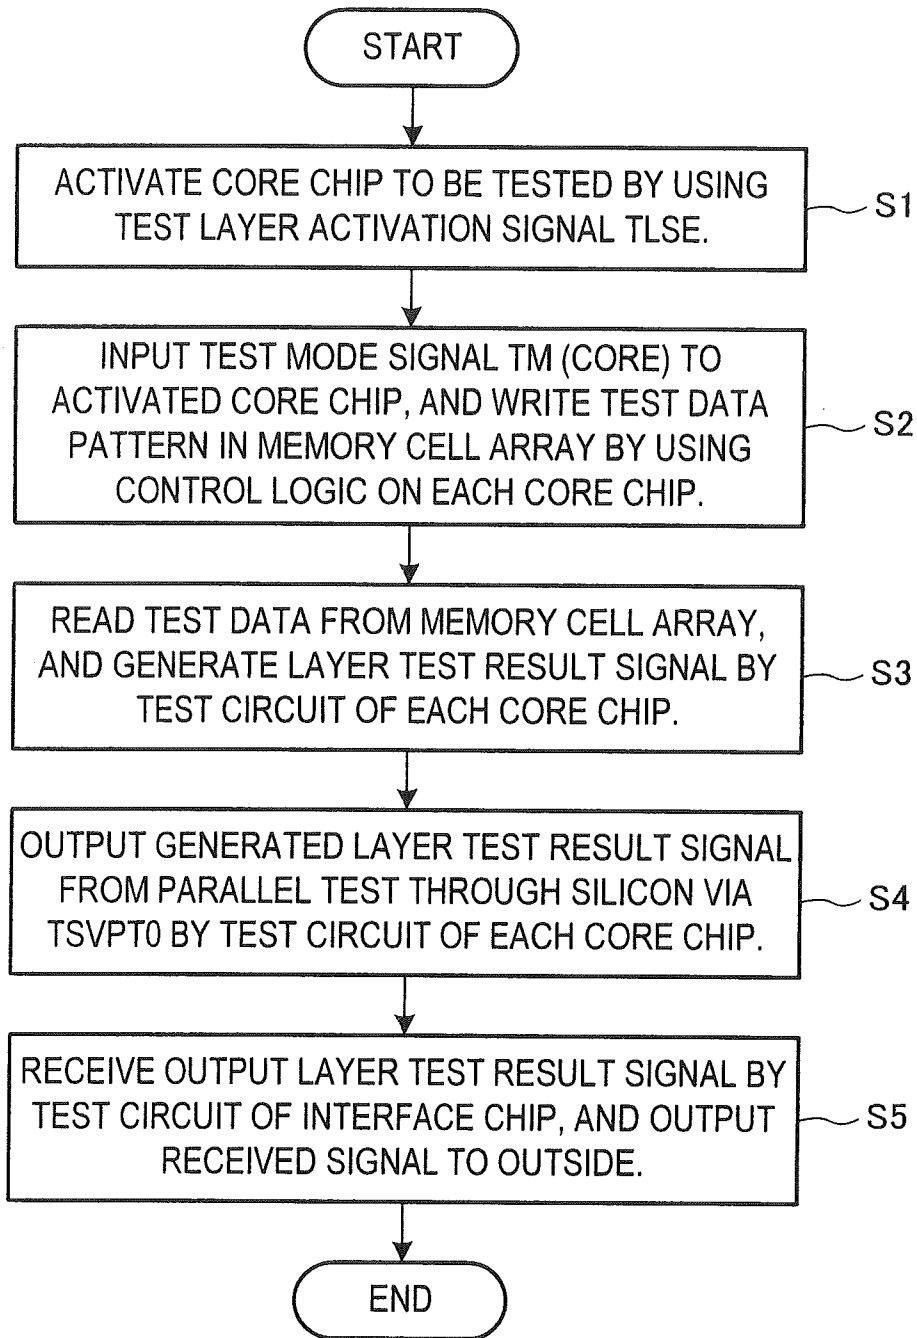 START
ACTIVATE CORE CHIP TO BE TESTED BY USING
TEST LAYER ACTIVATION SIGNAL TLSE.
S1
INPUT TEST MODE SIGNAL TM (CORE) TO
ACTIVATED CORE CHIP, AND WRITE TEST DATA
PATTERN IN MEMORY CELL ARRAY BY USING
CONTROL LOGIC ON EACH CORE CHIP.
S2
READ TEST DATA FROM MEMORY CELL ARRAY,
AND GENERATE LAYER TEST RESULT SIGNAL BY
TEST CIRCUIT OF EACH CORE CHIP.
S3
OUTPUT GENERATED LAYER TEST RESULT SIGNAL
FROM PARALLEL TEST THROUGH SILICON VIA
TSVPT0 BY TEST CIRCUIT OF EACH CORE CHIP.
S4
RECEIVE OUTPUT LAYER TEST RESULT SIGNAL BY
TEST CIRCUIT OF INTERFACE CHIP, AND OUTPUT
RECEIVED SIGNAL TO OUTSIDE.
S5
END